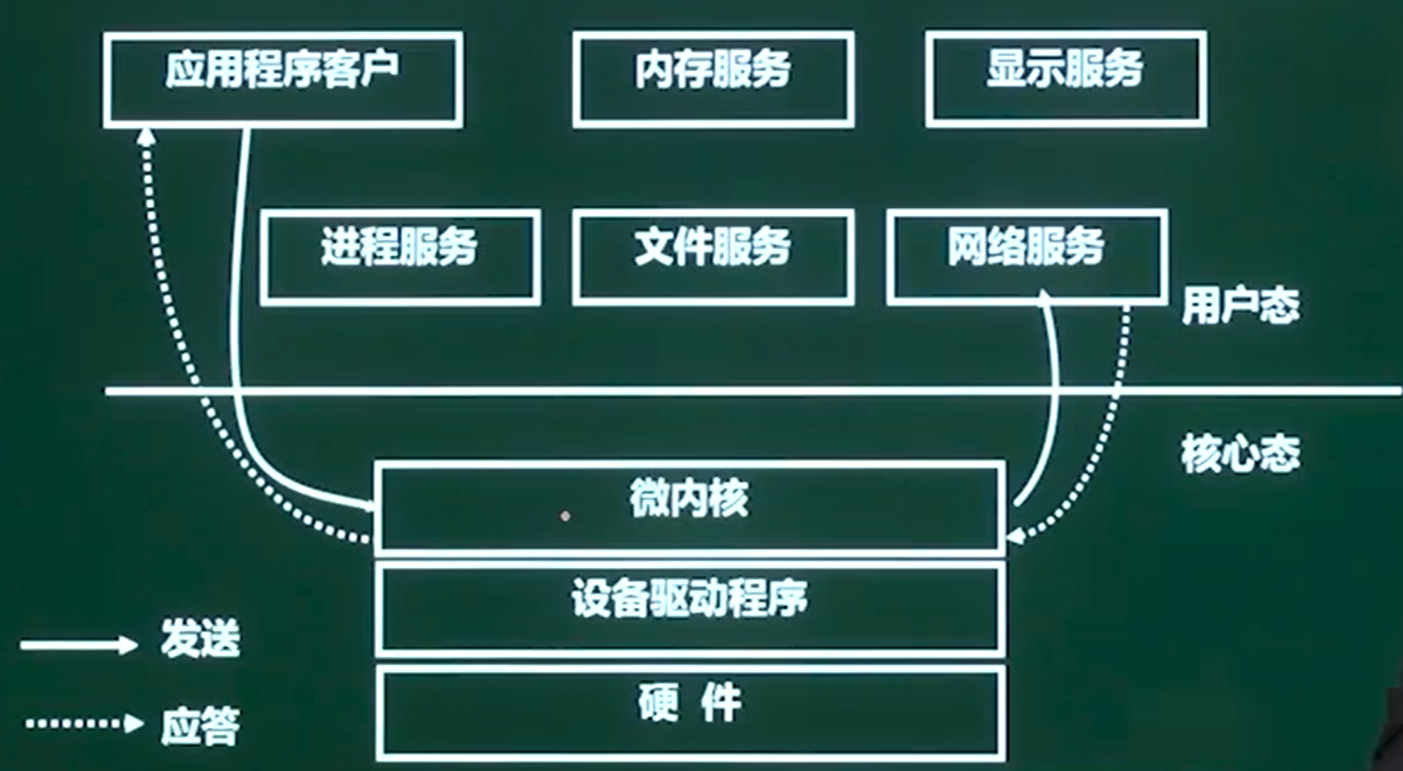 应用程序客户
内存服务
显示服务
进程服务
文件服务
网络服务
用户态
核心态
微内核
设备驱动程序
发送
硬 件
应答